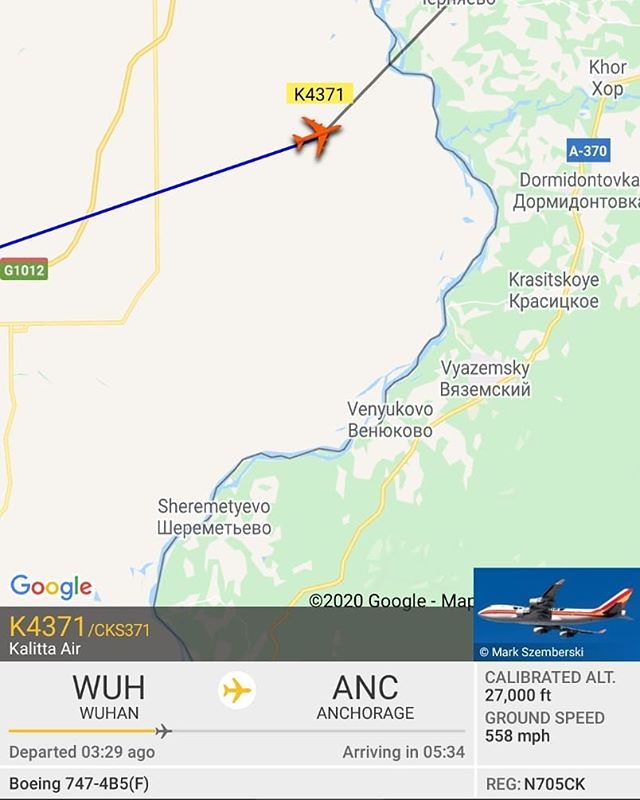 Черняево
K4371
Khor
Хор
A-370
Dormidontovka
Дормидонтовка
G1012
Krasitskoye
Красицкое
Vyazemsky
Вяземский
Venyukovo
Венюково
Sheremetyevo
Шереметьево
Google
©2020 Google - Map
K4371/CKS371
Kalitta Air
© Mark Szemberski
WUH
WUHAN
ANC
ANCHORAGE
CALIBRATED ALT.
27,000 ft
GROUND SPEED
558 mph
Departed 03:29 ago
Arriving in 05:34
Boeing 747-4B5(F)
REG: N705CK